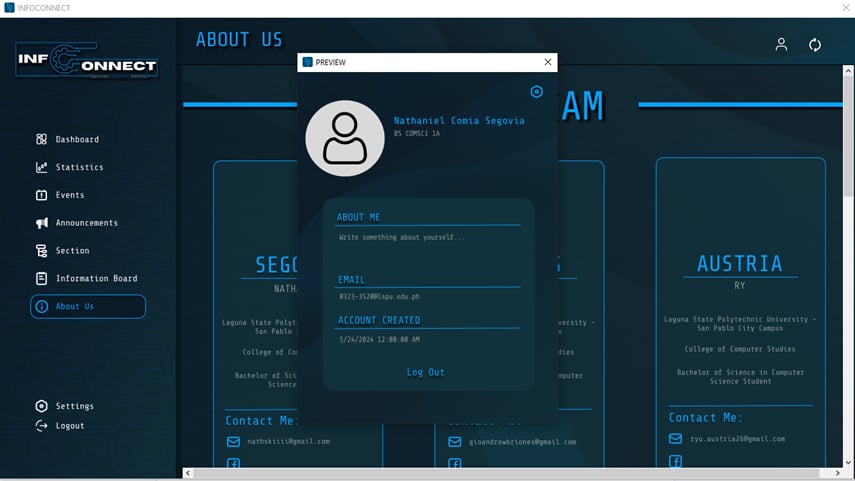 INFOCONNECT
INF CONNECT
ABOUT US
Dashboard
Statistics
Events
Announcements
Section
Information Board
About Us
Settings
Logout
PREVIEW
Nathaniel Comia Segovia
BS COMSCI 1A
ABOUT ME
Write something about yourself...
EMAIL
0323-3520@lspu.edu.ph
ACCOUNT CREATED
5/24/2024 12:00:00 AM
Log Out
AM
SEGO
NATH
Laguna State Polyt
San Pablo
College of Co
Bachelor of
Science
Contact Me:
nathskiiii@gmail.com
S
versity -
s
dies
mputer
gioandrewbriones@gmail.com
AUSTRIA
RY
Laguna State Polytechnic University -
San Pablo City Campus
College of Computer Studies
Bachelor of Science in Computer
Science Student
Contact Me:
ryu.austria26@gmail.com